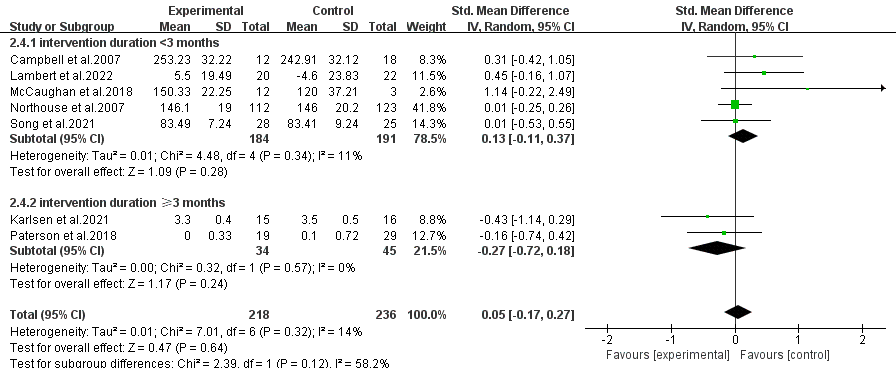 Experimental Control Std. Mean Difference Std. Mean Difference
Study or Subgroup Mean SD Total Mean SD Total Weight IV, Random, 95% CI IV, Random, 95% CI
2.4.1 intervention duration <3 months
Campbell et al.2007 253.23 32.22 12 242.91 32.12 18 8.3% 0.31 [-0.42, 1.05]
Lambert et.2022 5.5 19.49 20 -4.6 23.83 22 11.5% 0.45 [-0.16, 1.07]
McCaughan et al.2018 150.33 22.25 12 120 37.21 3 4.4% 1.14 [-0.22, 2.49]
Northouse et.2007 146.1 19 112 146 20.2 123 41.8% 0.01 [-0.25, 0.26]
Song et al.2021 83.49 7.24 28 83.41 9.24 25 15.0% 0.01 [-0.53, 0.55]
Subtotal (95% CI) 184 191 78.5% 0.13 [-0.11, 0.37]
Heterogeneity: Tau² = 0.01; Chi² = 4.48, df = 4 (P = 0.34); I² = 11%
Test for overall effect: Z = 1.09 (P = 0.28)
2.4.2 intervention duration ≥3 months
Karlsen et al.2021 3.3 0.4 15 3.5 0.5 16 8.8% -0.43 [-1.14, 0.29]
Paterson et al.2018 0 0.33 19 0.1 0.72 29 12.7% -0.16 [-0.74, 0.42]
Subtotal (95% CI) 34 45 21.5% -0.27 [-0.72, 0.18]
Heterogeneity: Tau² = 0.00; Chi² = 0.32, df = 1 (P = 0.57); I² = 0%
Test for overall effect: Z = 1.17 (P = 0.24)
Total (95% CI) 218 236 100.0% 0.05 [-0.17, 0.27]
Heterogeneity: Tau² = 0.01; Chi² = 7.01, df = 6 (P = 0.32); I² = 14%
Test for overall effect: Z = 0.47 (P = 0.64)
Test for subgroup differences: Chi² = 2.39, df = 1 (P = 0.12), I² = 58.2%
-2 -1 0 1 2
Favours [experimental] Favours [control]